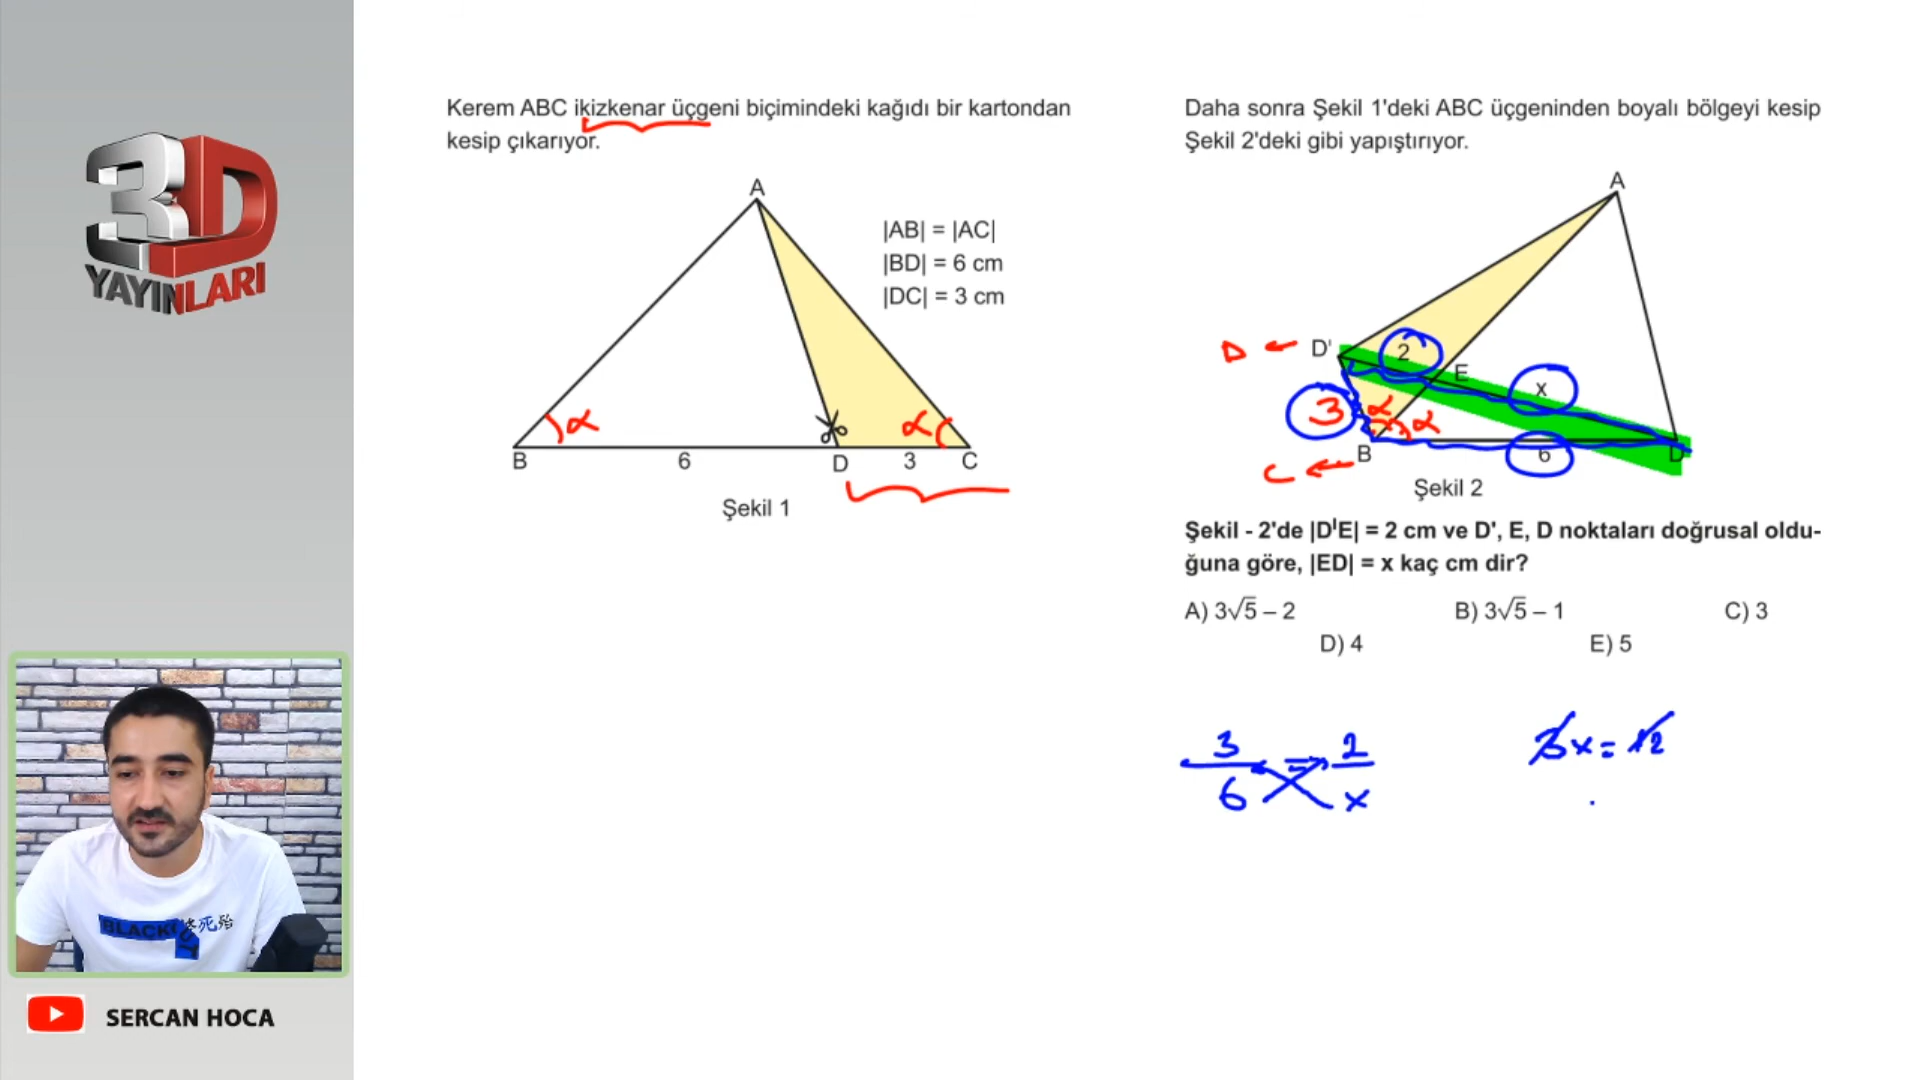 3D
YAYINLARI
Kerem ABC ikizkenar üçgeni biçimindeki kağıdı bir kartondan
kesip çıkarıyor.
A
|AB| = |AC|
|BD| = 6 cm
|DC| = 3 cm
α
α
B
6
D
3
C
Şekil 1
Daha sonra Şekil 1'deki ABC üçgeninden boyalı bölgeyi kesip
Şekil 2'deki gibi yapıştırıyor.
A
D
D'
2
E
x
3
α
α
B
6
D
C
Şekil 2
Şekil - 2'de |D'E| = 2 cm ve D', E, D noktaları doğrusal oldu-
ğuna göre, |ED| = x kaç cm dir?
A) 3√5 – 2
B) 3√5 – 1
C) 3
D) 4
E) 5
3/6 = 2/x
3x = 12
BLACK
SERCAN HOCA